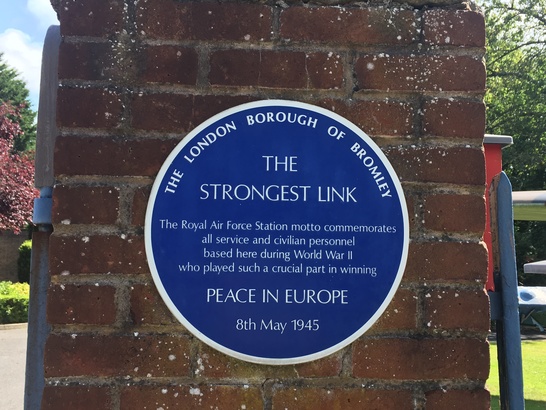 THE LONDON BOROUGH OF BROMLEY
THE
STRONGEST LINK
The Royal Air Force Station motto commemorates
all service and civilian personnel
based here during World War II
who played such a crucial part in winning
PEACE IN EUROPE
8th May 1945